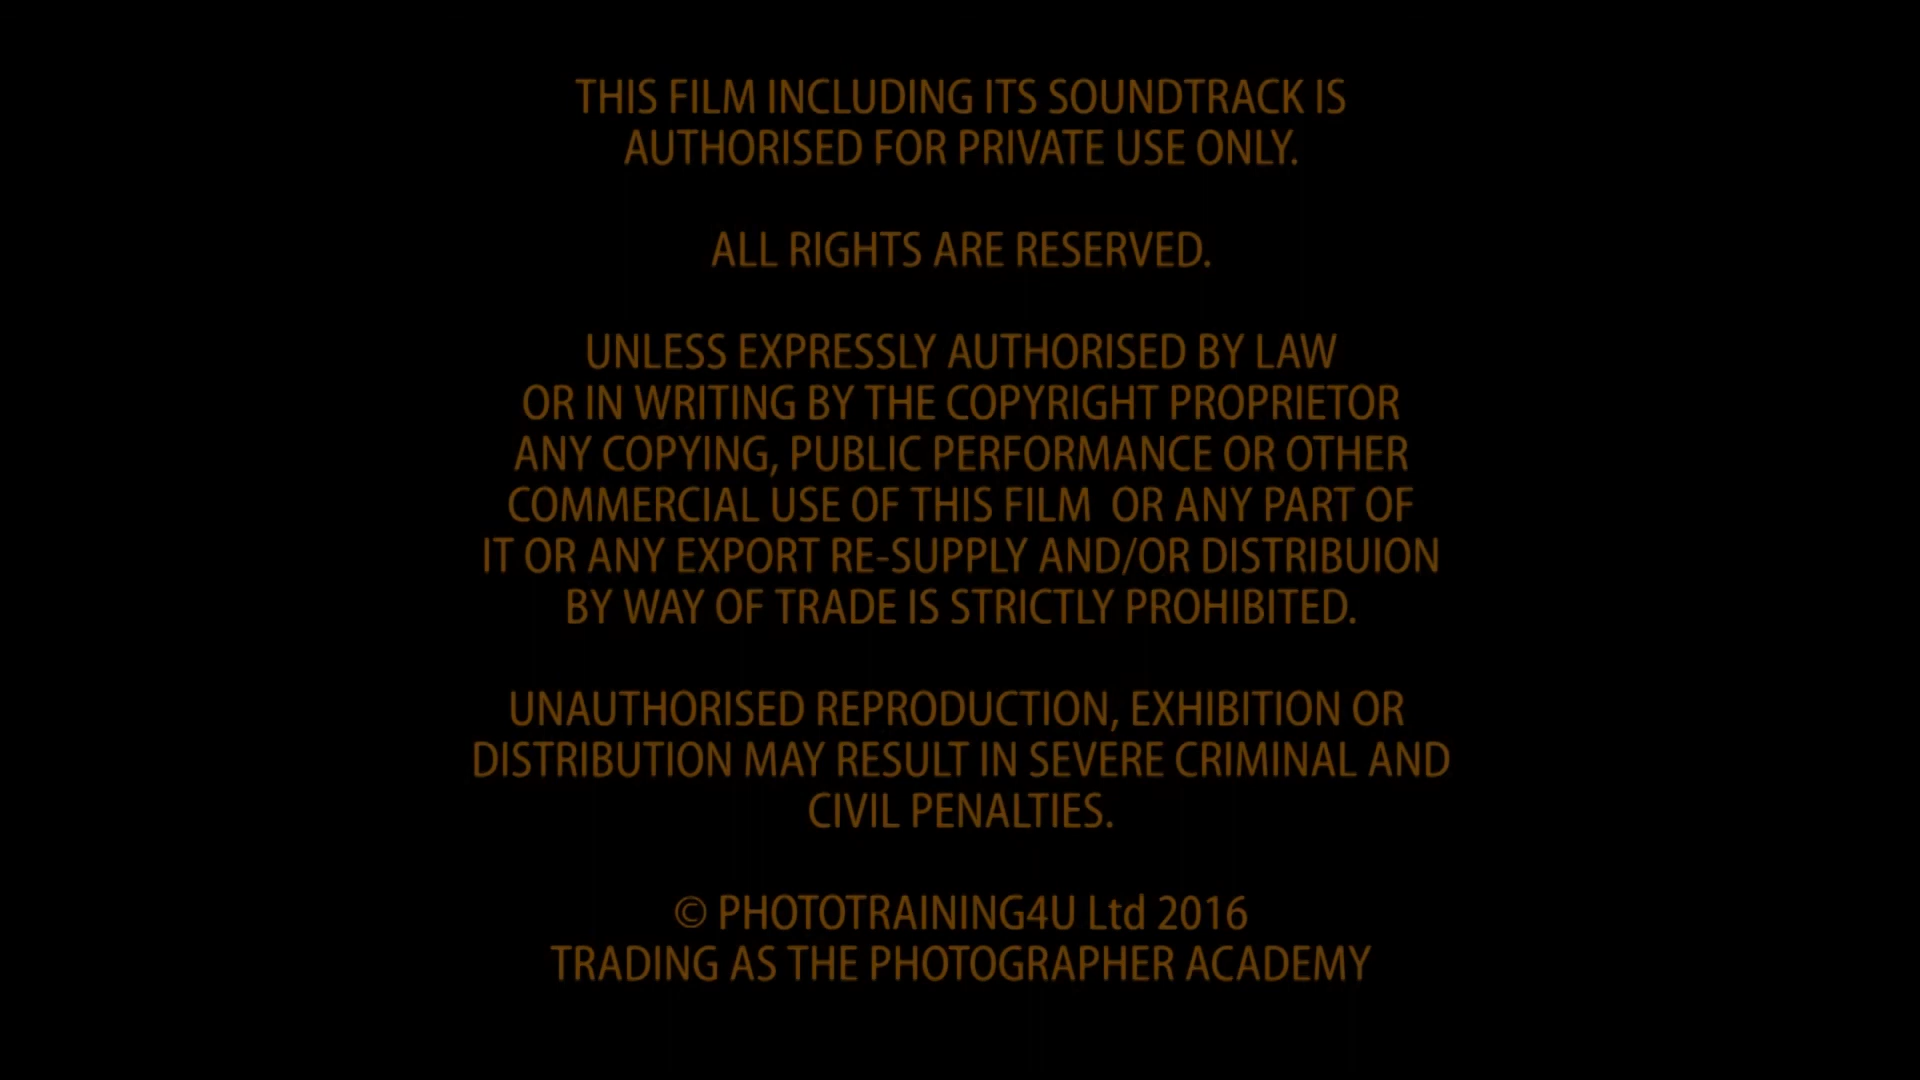 THIS FILM INCLUDING ITS SOUNDTRACK IS
AUTHORISED FOR PRIVATE USE ONLY.
ALL RIGHTS ARE RESERVED.
UNLESS EXPRESSLY AUTHORISED BY LAW
OR IN WRITING BY THE COPYRIGHT PROPRIETOR
ANY COPYING, PUBLIC PERFORMANCE OR OTHER
COMMERCIAL USE OF THIS FILM  OR ANY PART OF
IT OR ANY EXPORT RE-SUPPLY AND/OR DISTRIBUION
BY WAY OF TRADE IS STRICTLY PROHIBITED.
UNAUTHORISED REPRODUCTION, EXHIBITION OR
DISTRIBUTION MAY RESULT IN SEVERE CRIMINAL AND
CIVIL PENALTIES.
© PHOTOTRAINING4U Ltd 2016
TRADING AS THE PHOTOGRAPHER ACADEMY